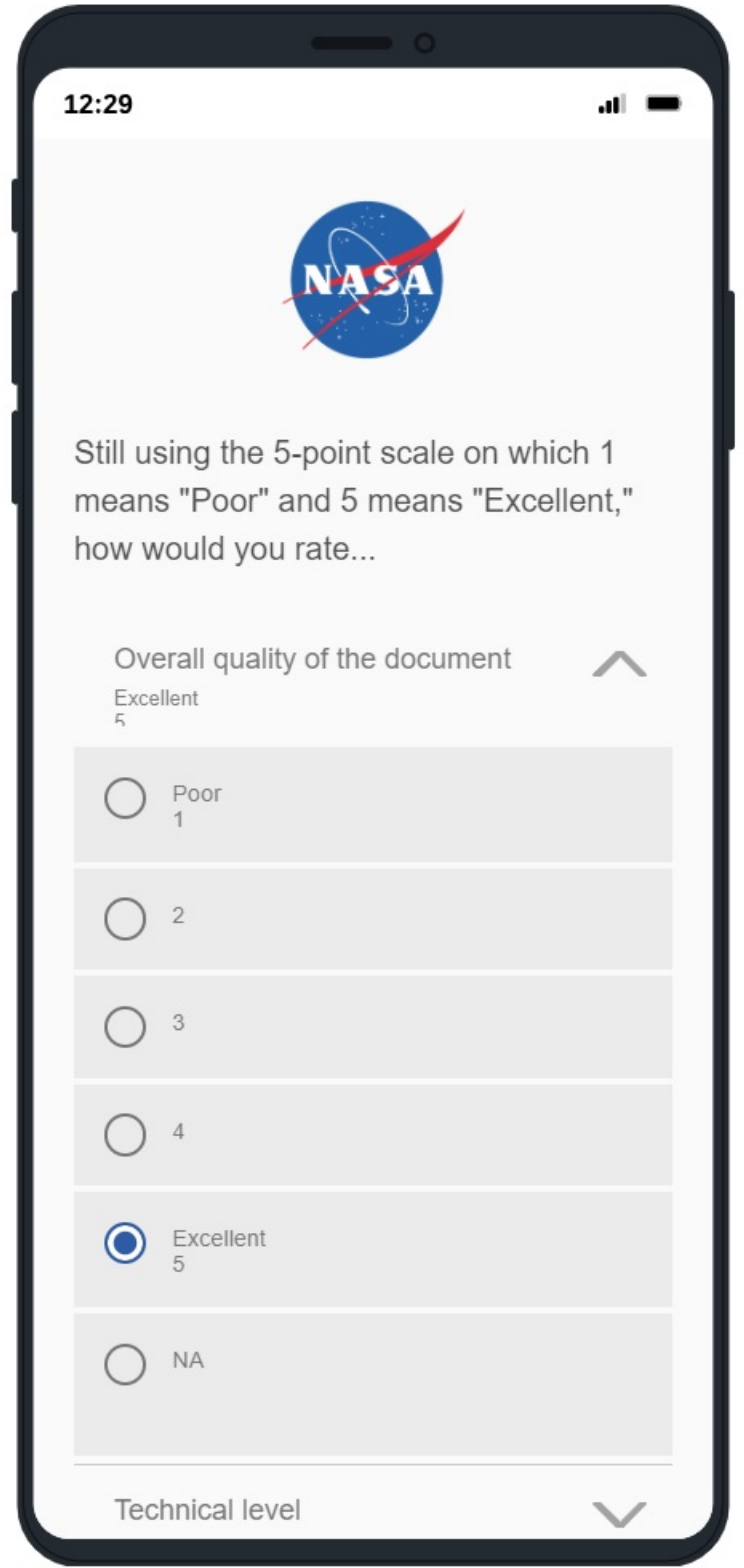 12:29
NASA
Still using the 5-point scale on which 1
means "Poor" and 5 means "Excellent,"
how would you rate...
Overall quality of the document
Excellent
5
Poor
1
2
3
4
Excellent
5
NA
Technical level